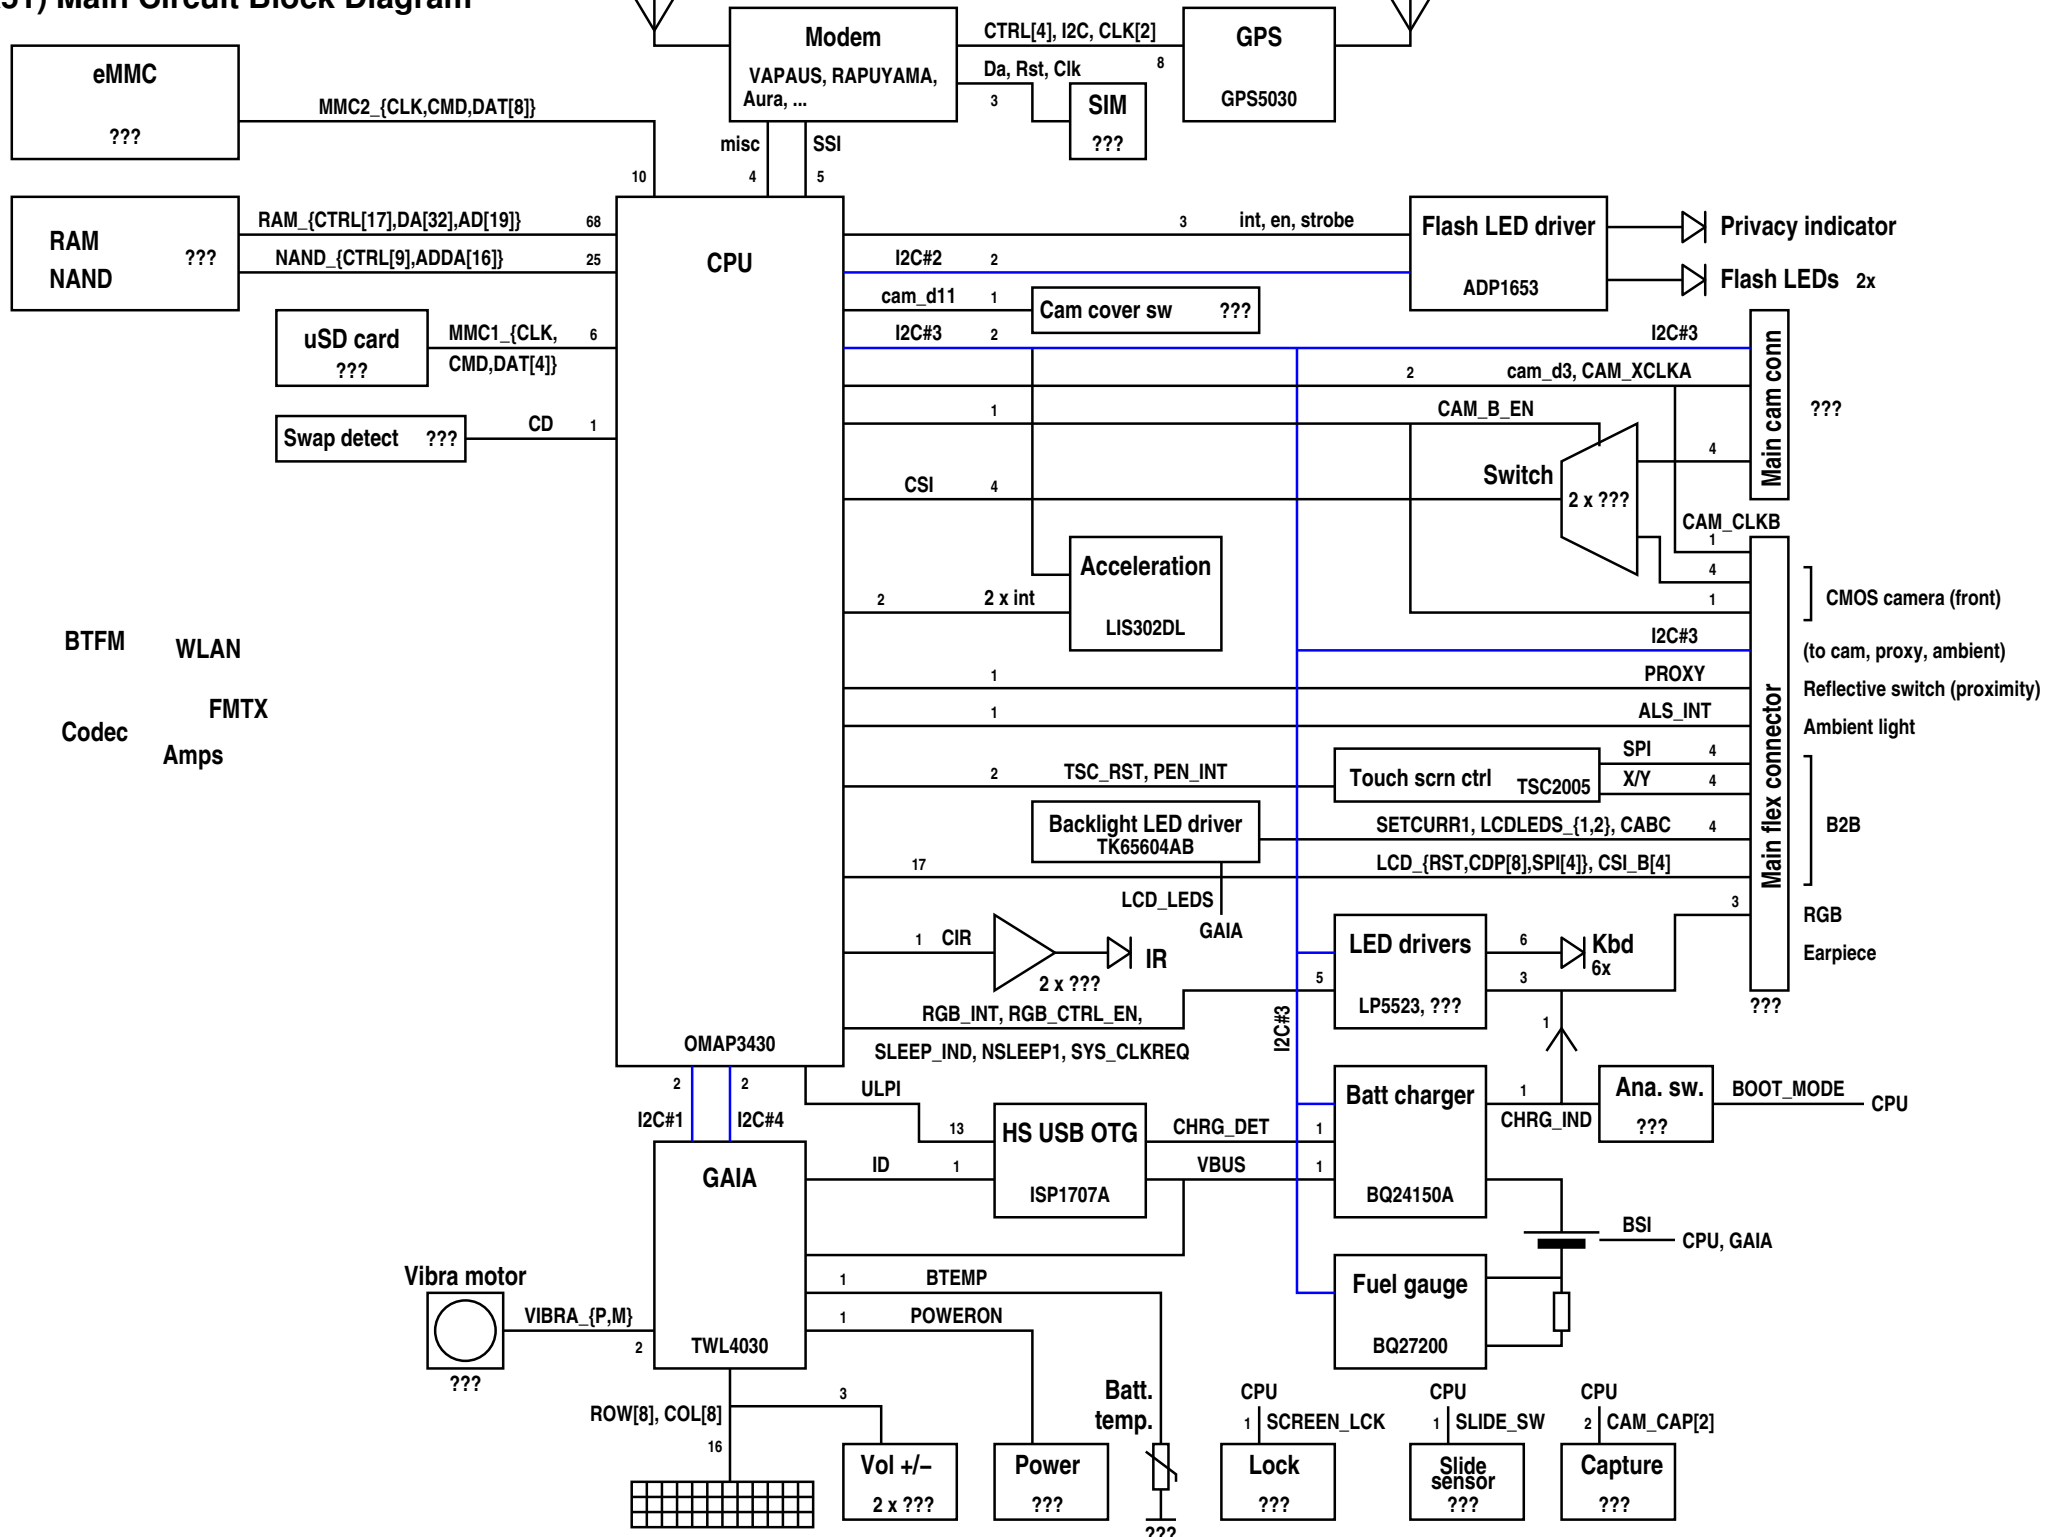 51) Main Circuit Block Diagram
eMMC
???
MMC2_{CLK,CMD,DAT[8]}
10
Modem
VAPAUS, RAPUYAMA,
Aura, ...
CTRL[4], I2C, CLK[2]
8
Da, Rst, Clk
3
SIM
???
GPS
GPS5030
misc
4
SSI
5
RAM
NAND
???
RAM_{CTRL[17],DA[32],AD[19]}
68
NAND_{CTRL[9],ADDA[16]}
25
uSD card
???
MMC1_{CLK,
CMD,DAT[4]}
6
Swap detect ???
CD
1
CPU
OMAP3430
3
int, en, strobe
Flash LED driver
ADP1653
Privacy indicator
Flash LEDs 2x
I2C#2
2
cam_d11
1
Cam cover sw ???
I2C#3
2
I2C#3
2
cam_d3, CAM_XCLKA
1
CAM_B_EN
Main cam conn
???
Switch
2 x ???
4
CSI
4
CAM_CLKB
1
4
1
CMOS camera (front)
Acceleration
LIS302DL
2
2 x int
I2C#3
(to cam, proxy, ambient)
1
PROXY
Reflective switch (proximity)
1
ALS_INT
Ambient light
BTFM
WLAN
FMTX
Codec
Amps
Main flex connector
???
2
TSC_RST, PEN_INT
Touch scrn ctrl
TSC2005
SPI
4
X/Y
4
B2B
Backlight LED driver
TK65604AB
SETCURR1, LCDLEDS_{1,2}, CABC
4
17
LCD_{RST,CDP[8],SPI[4]}, CSI_B[4]
LCD_LEDS
GAIA
3
RGB
Earpiece
1
CIR
2 x ???
IR
LED drivers
LP5523, ???
5
6
Kbd
6x
3
RGB_INT, RGB_CTRL_EN,
SLEEP_IND, NSLEEP1, SYS_CLKREQ
I2C#3
1
2
I2C#1
2
I2C#4
ULPI
13
HS USB OTG
ISP1707A
CHRG_DET
1
VBUS
1
Batt charger
BQ24150A
1
CHRG_IND
Ana. sw.
???
BOOT_MODE
CPU
GAIA
TWL4030
ID
1
BSI
CPU, GAIA
Vibra motor
???
VIBRA_{P,M}
2
1
BTEMP
1
POWERON
Fuel gauge
BQ27200
ROW[8], COL[8]
16
3
Vol +/−
2 x ???
Power
???
Batt.
temp.
???
CPU
1
SCREEN_LCK
Lock
???
CPU
1
SLIDE_SW
Slide
sensor
???
CPU
2
CAM_CAP[2]
Capture
???